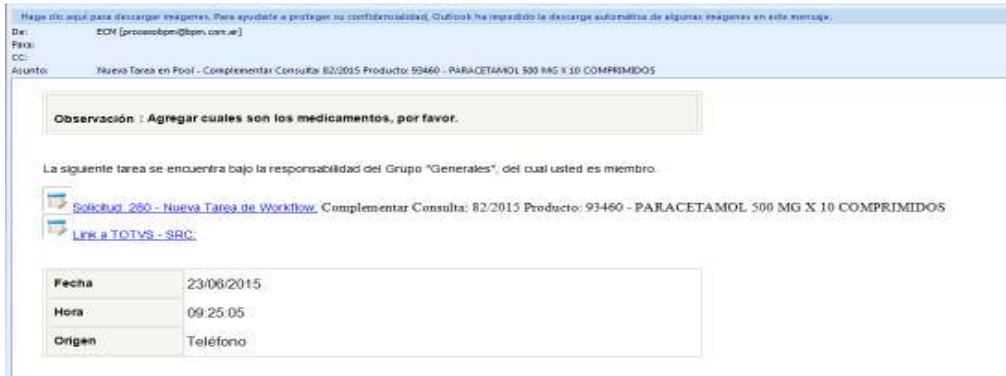 Haga clic aquí para descargar imágenes. Para ayudarle a proteger su confidencialidad, Outlook ha impedido la descarga automática de algunas imágenes en este mensaje.
De: ECM [procesobpm@bpm.com.ar]
Para:
CC:
Asunto: Nueva Tarea en Pool - Complementar Consulta: 82/2015 Producto: 93460 - PARACETAMOL 500 MG X 10 COMPRIMIDOS
Observación : Agregar cuales son los medicamentos, por favor.
La siguiente tarea se encuentra bajo la responsabilidad del Grupo "Generales", del cual usted es miembro.
Solicitud: 280 - Nueva Tarea de Workflow. Complementar Consulta: 82/2015 Producto: 93460 - PARACETAMOL 500 MG X 10 COMPRIMIDOS
Link a TOTVS - SRC.
Fecha 23/06/2015
Hora 09:25:05
Origen Teléfono